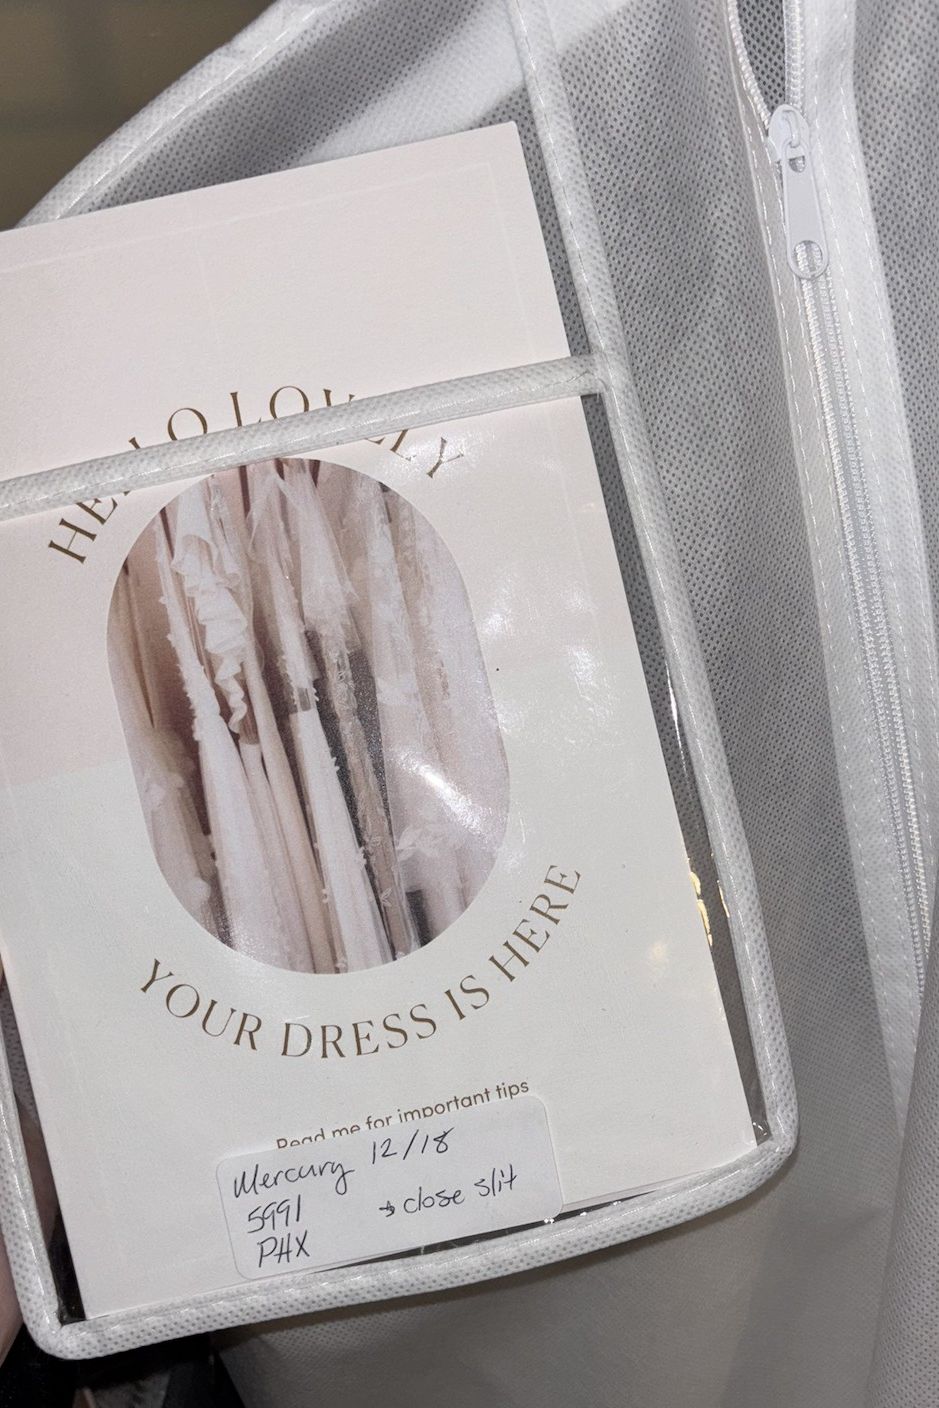 HELLO LOVELY
YOUR DRESS IS HERE
Read me for important tips
Mercury 12/18
5991 → close slit
PHX